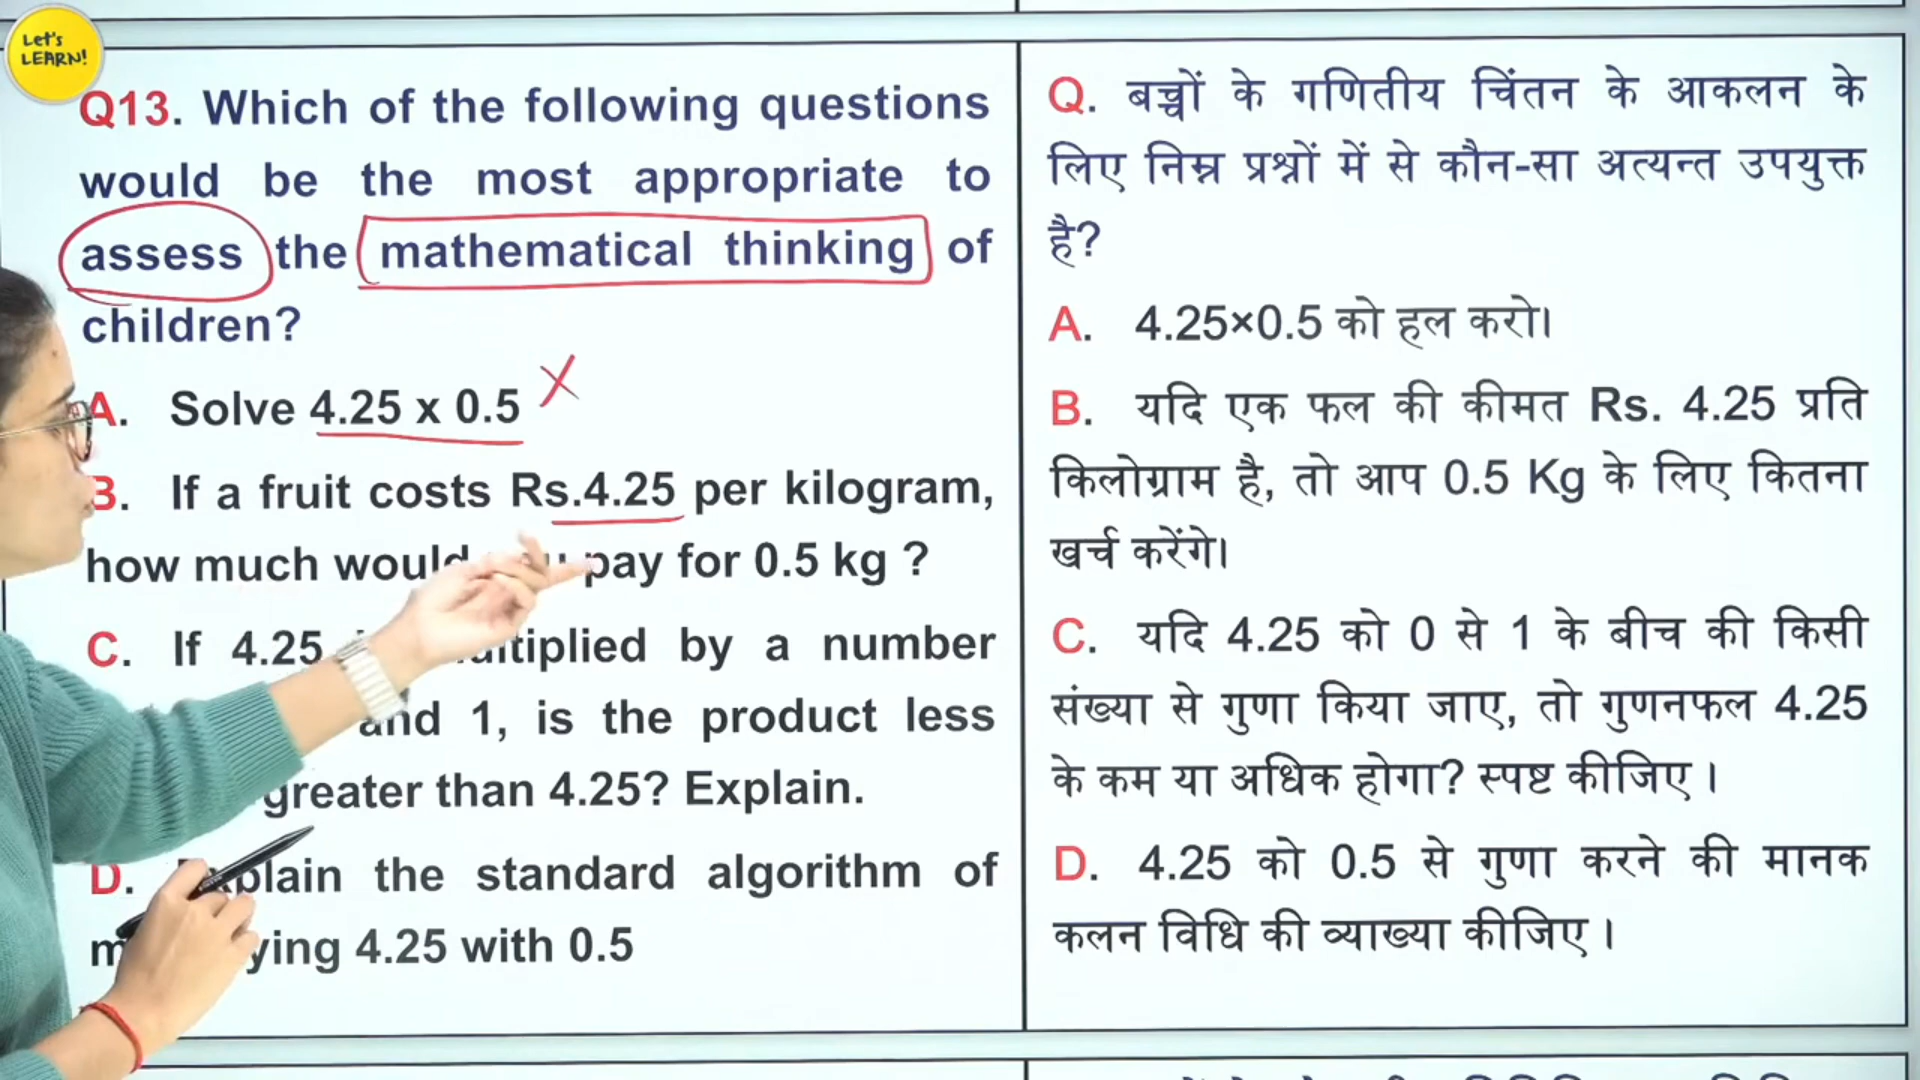 Let's
LEARN!
Q13. Which of the following questions
would be the most appropriate to
assess the mathematical thinking of
children?
A. Solve 4.25 x 0.5
B. If a fruit costs Rs.4.25 per kilogram,
how much would pay for 0.5 kg ?
C. If 4.25 by a number
and 1, is the product less
greater than 4.25? Explain.
D. the standard algorithm of
4.25 with 0.5
Q. बच्चों के गणितीय चिंतन के आकलन के
लिए निम्न प्रश्नों में से कौन-सा अत्यन्त उपयुक्त
है?
A. 4.25×0.5 को हल करो।
B. यदि एक फल की कीमत Rs. 4.25 प्रति
किलोग्राम है, तो आप 0.5 Kg के लिए कितना
खर्च करेंगे।
C. यदि 4.25 को 0 से 1 के बीच की किसी
संख्या से गुणा किया जाए, तो गुणनफल 4.25
के कम या अधिक होगा? स्पष्ट कीजिए ।
D. 4.25 को 0.5 से गुणा करने की मानक
कलन विधि की व्याख्या कीजिए ।